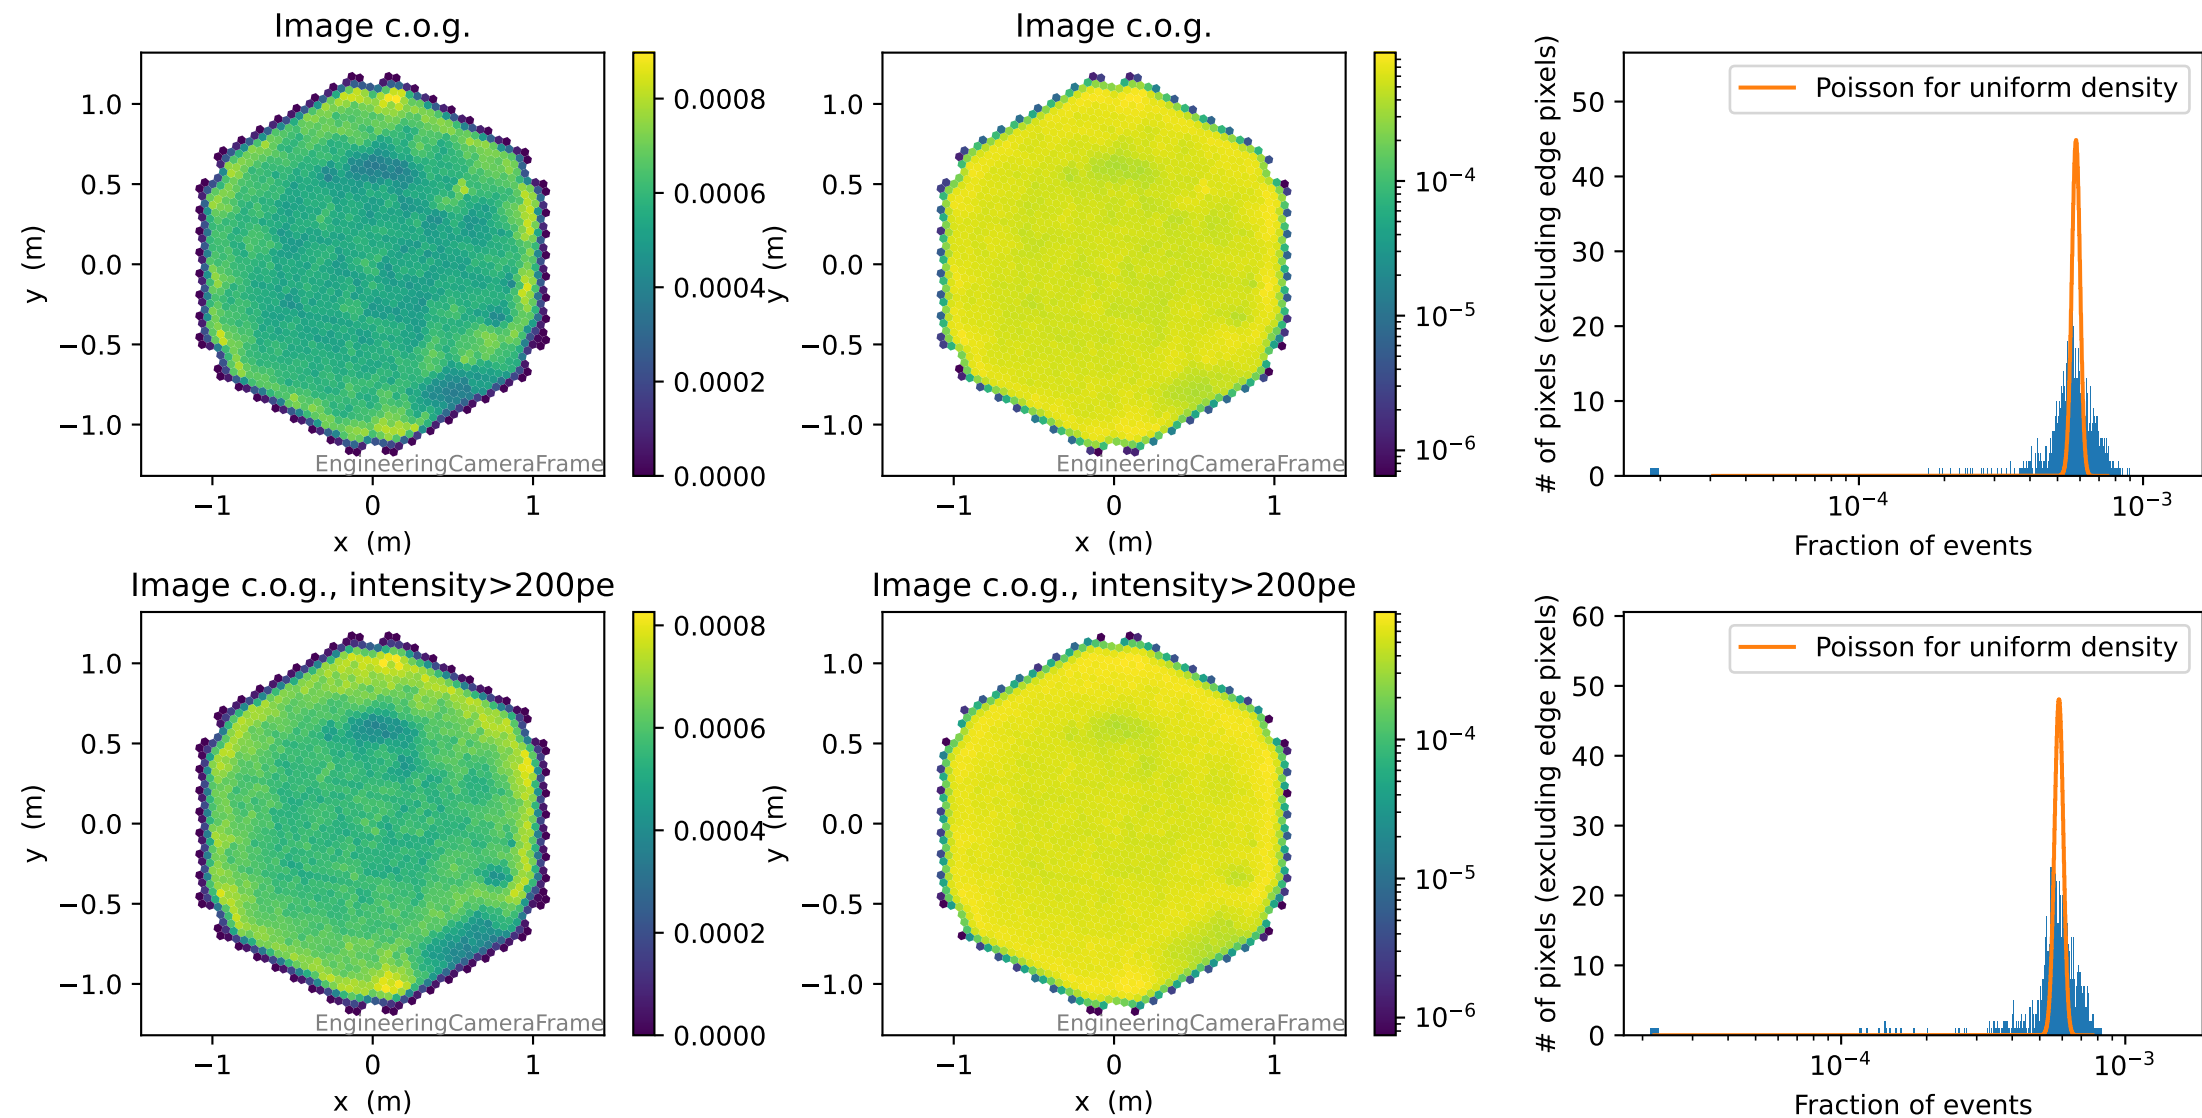 Image c.o.g.
1.0
0.5
0.0
−0.5
−1.0
y (m)
−1
0
1
x (m)
EngineeringCameraFrame
0.0008
0.0006
0.0004
0.0002
0.0000
Image c.o.g.
1.0
0.5
0.0
−0.5
−1.0
y (m)
−1
0
1
x (m)
EngineeringCameraFrame
10⁻⁴
10⁻⁵
10⁻⁶
Poisson for uniform density
50
40
30
20
10
0
# of pixels (excluding edge pixels)
10⁻⁴
10⁻³
Fraction of events
Image c.o.g., intensity>200pe
1.0
0.5
0.0
−0.5
−1.0
y (m)
−1
0
1
x (m)
EngineeringCameraFrame
0.0008
0.0006
0.0004
0.0002
0.0000
Image c.o.g., intensity>200pe
1.0
0.5
0.0
−0.5
−1.0
y (m)
−1
0
1
x (m)
EngineeringCameraFrame
10⁻⁴
10⁻⁵
10⁻⁶
Poisson for uniform density
60
50
40
30
20
10
0
# of pixels (excluding edge pixels)
10⁻⁴
10⁻³
Fraction of events